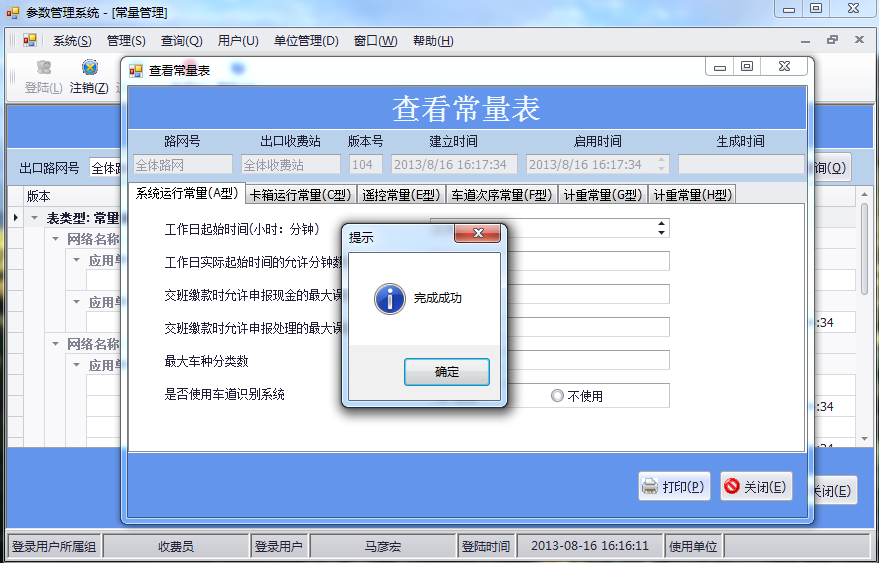 参数管理系统 - [常量管理]
系统(S) 管理(S) 查询(Q) 用户(U) 单位管理(D) 窗口(W) 帮助(H)
登陆(L) 注销(Z)
查看常量表
查看常量表
路网号 出口收费站 版本号 建立时间 启用时间 生成时间
全体路网 全体收费站 104 2013/8/16 16:17:34 2013/8/16 16:17:34
出口路网号 全体路 询(Q)
系统运行常量(A型) 卡箱运行常量(C型) 遥控常量(E型) 车道次序常量(F型) 计重常量(G型) 计重常量(H型)
版本
表类型: 常量
网络名称
应用单
应用单
网络名称
应用单
工作日起始时间(小时：分钟)
工作日实际起始时间的允许分钟数
交班缴款时允许申报现金的最大误
交班缴款时允许申报处理的最大误
最大车种分类数
是否使用车道识别系统
不使用
提示
完成成功
确定
:34
:34
:34
打印(P) 关闭(E)
关闭(E)
登录用户所属组 收费员 登录用户 马彦宏 登陆时间 2013-08-16 16:16:11 使用单位